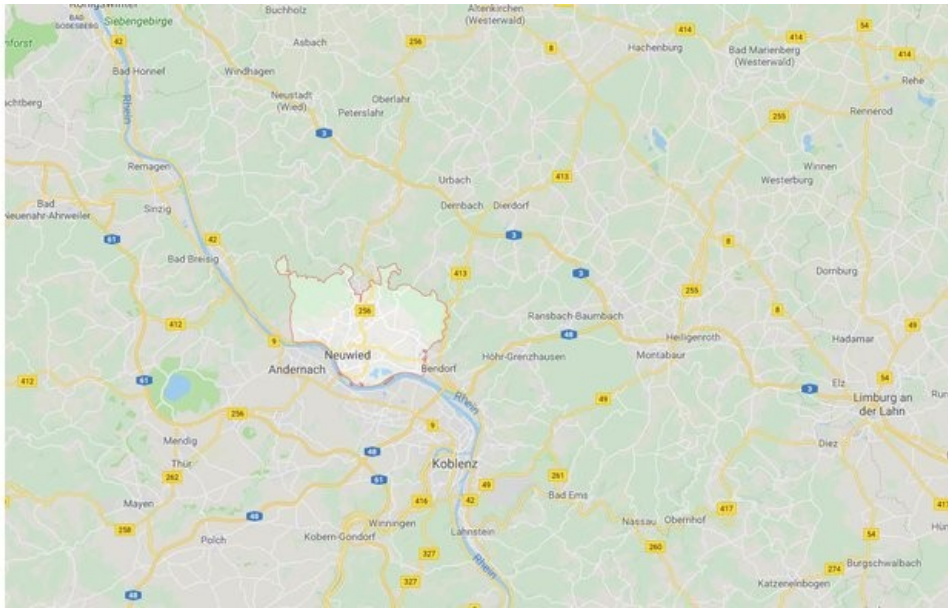 Königswinter
BAD
GODESBERG
Siebengebirge
Buchholz
Altenkirchen
(Westerwald)
42
256
Asbach
8
Hachenburg
414
414
54
Bad Marienberg
(Westerwald)
414
Bad Honnef
Windhagen
Rehe
Neustadt
(Wied)
Oberlahr
Peterslahr
Rhein
255
Rennerod
3
Remagen
Winnen
Westerburg
413
Urbach
Bad
Neuenahr-Ahrweiler
Sinzig
Dernbach
Dierdorf
61
42
3
8
Bad Breisig
413
3
Dornburg
255
256
8
Ransbach-Baumbach
412
48
49
9
Heiligenroth
Hadamar
Neuwied
Höhr-Grenzhausen
Montabaur
Andernach
Bendorf
412
61
3
Elz
54
Rhein
49
Limburg an
der Lahn
256
9
Mendig
Diez
48
Thür
Koblenz
262
61
49
261
Bad Ems
Mayen
416
42
417
258
48
Winningen
Nassau
Obernhof
Polch
Kobern-Gondorf
Lahnstein
54
327
260
Rhein
274
Burgschwalbach
327
Katzenelnbogen
48